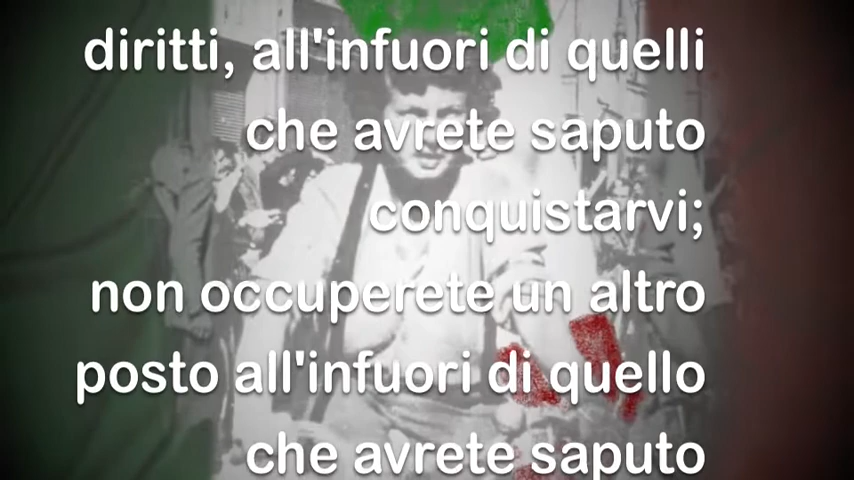 diritti, all'infuori di quelli
che avrete saputo
conquistarvi;
non occuperete un altro
posto all'infuori di quello
che avrete saputo